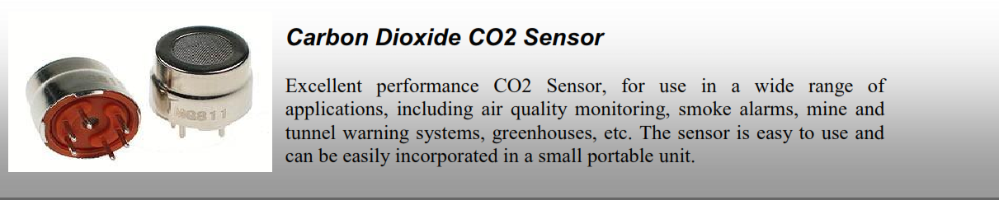 Carbon Dioxide CO2 Sensor
Excellent performance CO2 Sensor, for use in a wide range of
applications, including air quality monitoring, smoke alarms, mine and
tunnel warning systems, greenhouses, etc. The sensor is easy to use and
can be easily incorporated in a small portable unit.
MG811